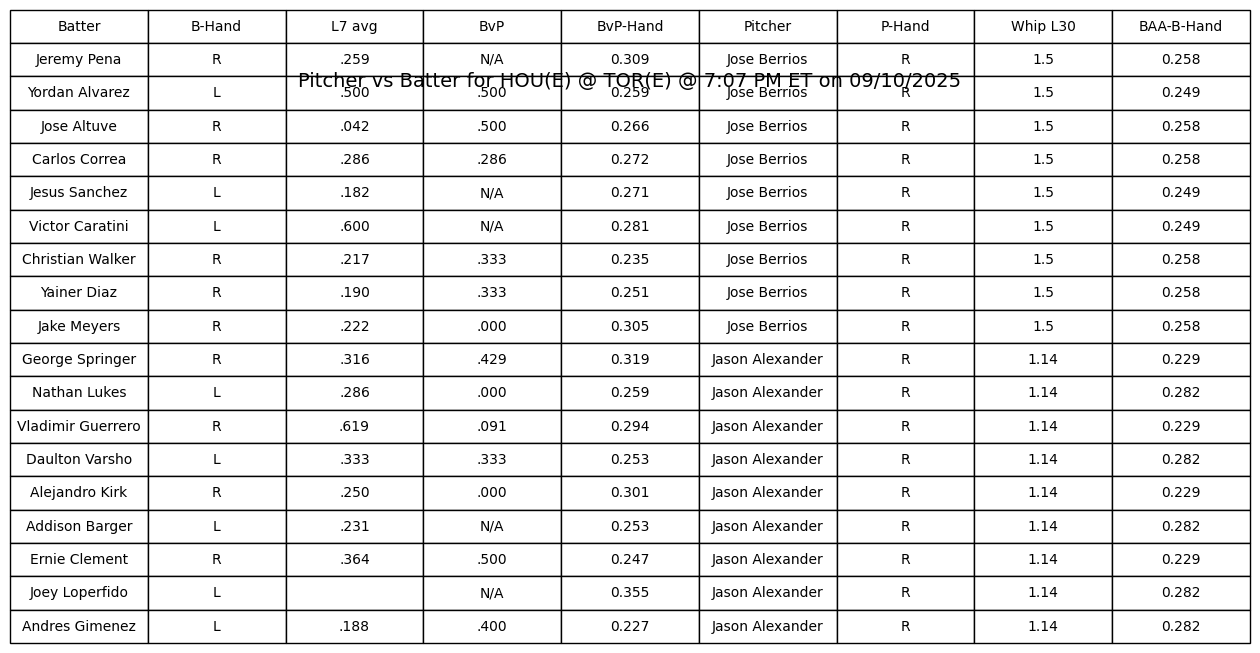 Batter B-Hand L7 avg BvP BvP-Hand Pitcher P-Hand Whip L30 BAA-B-Hand
Jeremy Pena R .259 N/A 0.309 Jose Berrios R 1.5 0.258
Pitcher vs Batter for HOU(E) @ TOR(E) @ 7:07 PM ET on 09/10/2025
Yordan Alvarez L .500 .500 0.259 Jose Berrios R 1.5 0.249
Jose Altuve R .042 .500 0.266 Jose Berrios R 1.5 0.258
Carlos Correa R .286 .286 0.272 Jose Berrios R 1.5 0.258
Jesus Sanchez L .182 N/A 0.271 Jose Berrios R 1.5 0.249
Victor Caratini L .600 N/A 0.281 Jose Berrios R 1.5 0.249
Christian Walker R .217 .333 0.235 Jose Berrios R 1.5 0.258
Yainer Diaz R .190 .333 0.251 Jose Berrios R 1.5 0.258
Jake Meyers R .222 .000 0.305 Jose Berrios R 1.5 0.258
George Springer R .316 .429 0.319 Jason Alexander R 1.14 0.229
Nathan Lukes L .286 .000 0.259 Jason Alexander R 1.14 0.282
Vladimir Guerrero R .619 .091 0.294 Jason Alexander R 1.14 0.229
Daulton Varsho L .333 .333 0.253 Jason Alexander R 1.14 0.282
Alejandro Kirk R .250 .000 0.301 Jason Alexander R 1.14 0.229
Addison Barger L .231 N/A 0.253 Jason Alexander R 1.14 0.282
Ernie Clement R .364 .500 0.247 Jason Alexander R 1.14 0.229
Joey Loperfido L N/A 0.355 Jason Alexander R 1.14 0.282
Andres Gimenez L .188 .400 0.227 Jason Alexander R 1.14 0.282